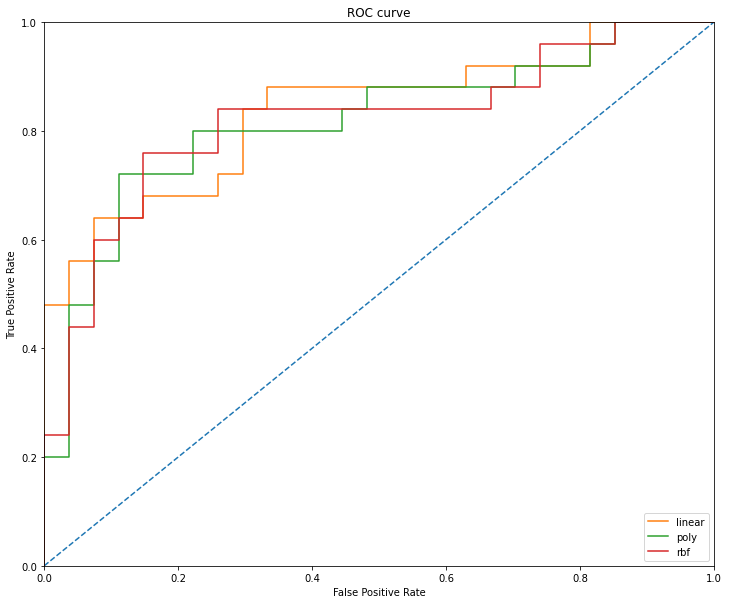 ROC curve
True Positive Rate
1.0
0.8
0.6
0.4
0.2
0.0
0.0 0.2 0.4 0.6 0.8 1.0
False Positive Rate
linear
poly
rbf